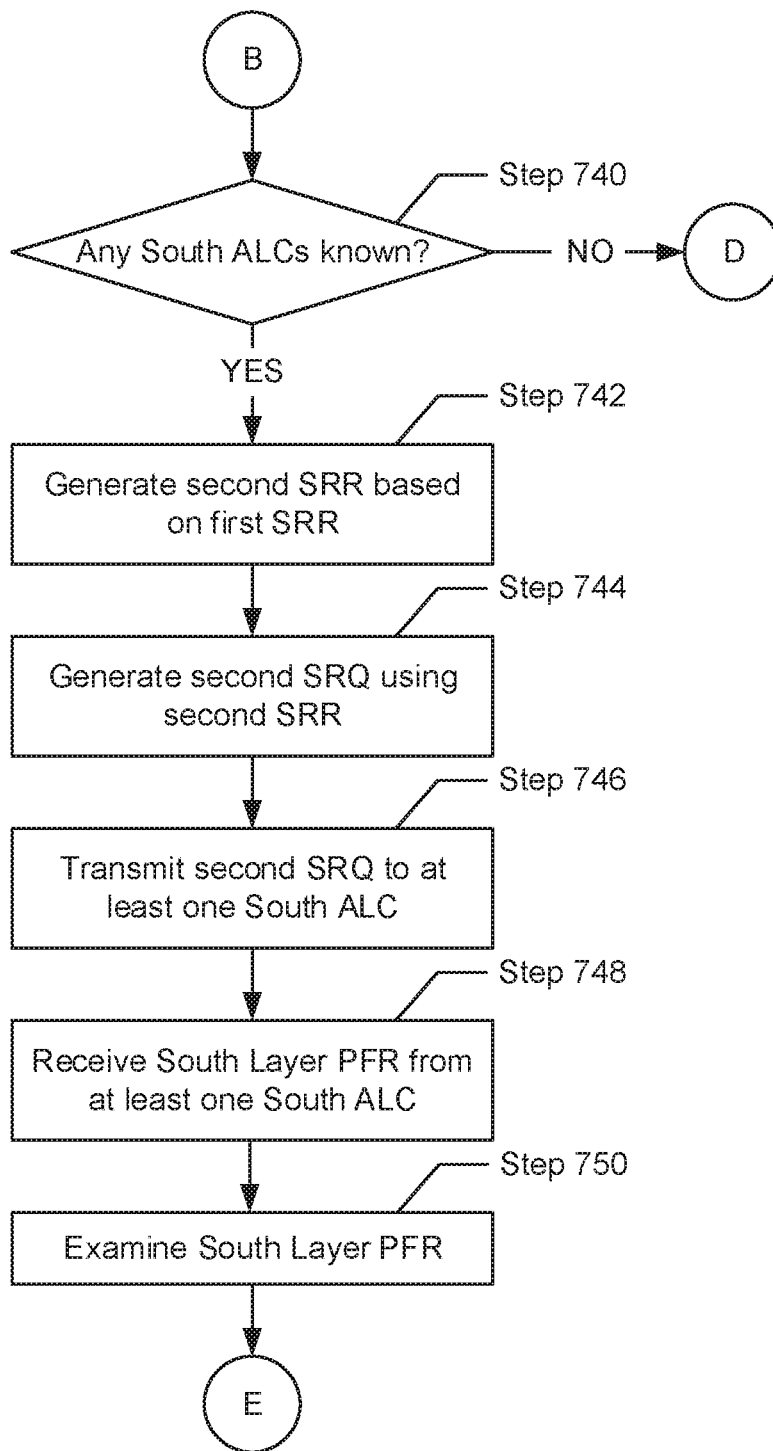 B
Step 740
Any South ALCs known?
NO
D
YES
Step 742
Generate second SRR based
on first SRR
Step 744
Generate second SRQ using
second SRR
Step 746
Transmit second SRQ to at
least one South ALC
Step 748
Receive South Layer PFR from
at least one South ALC
Step 750
Examine South Layer PFR
E